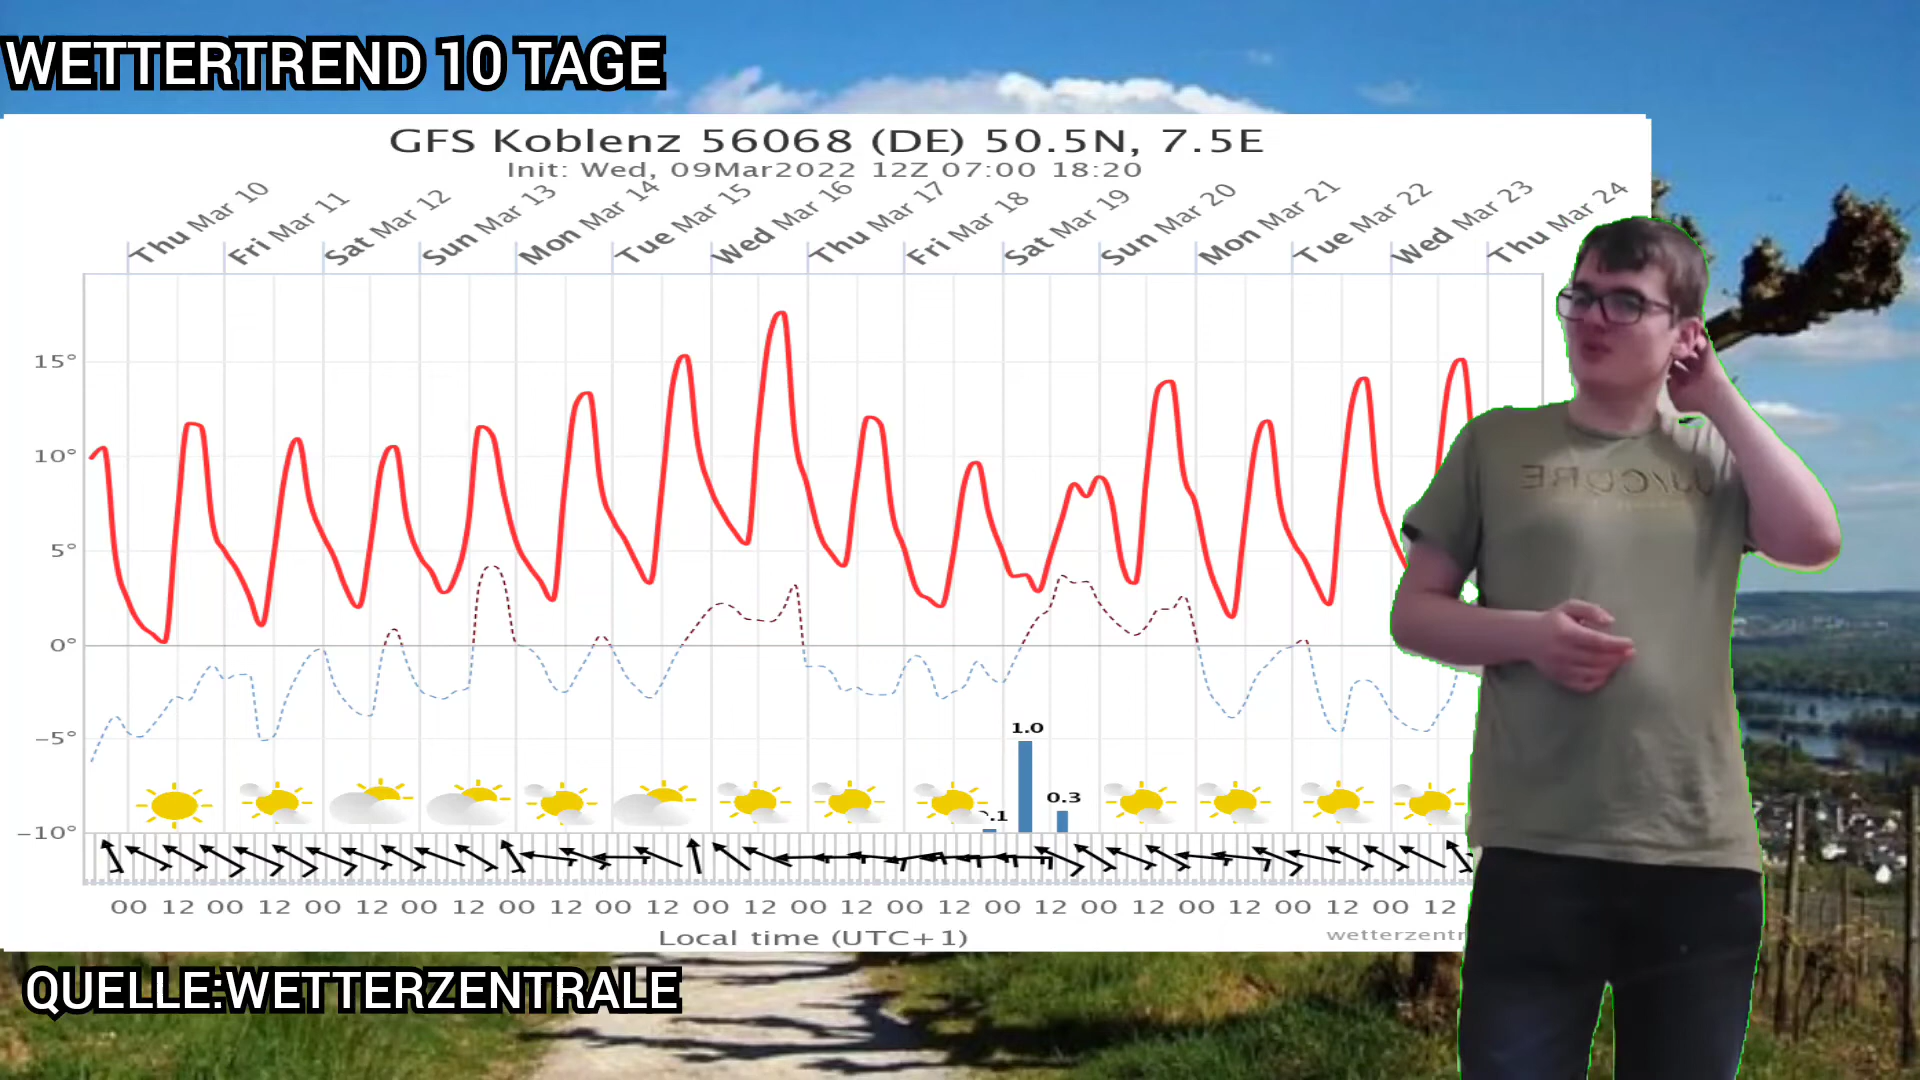 WETTERTREND 10 TAGE
GFS Koblenz 56068 (DE) 50.5N, 7.5E
Init: Wed, 09Mar2022 12Z 07:00 18:20
Thu Mar 10
Fri Mar 11
Sat Mar 12
Sun Mar 13
Mon Mar 14
Tue Mar 15
Wed Mar 16
Thu Mar 17
Fri Mar 18
Sat Mar 19
Sun Mar 20
Mon Mar 21
Tue Mar 22
Wed Mar 23
Thu Mar 24
15°
10°
5°
0°
−5°
−10°
1.0
0.3
00 12 00 12 00 12 00 12 00 12 00 12 00 12 00 12 00 12 00 12 00 12 00 12 00 12 00 12
Local time (UTC+1)
wetterzentr
QUELLE:WETTERZENTRALE